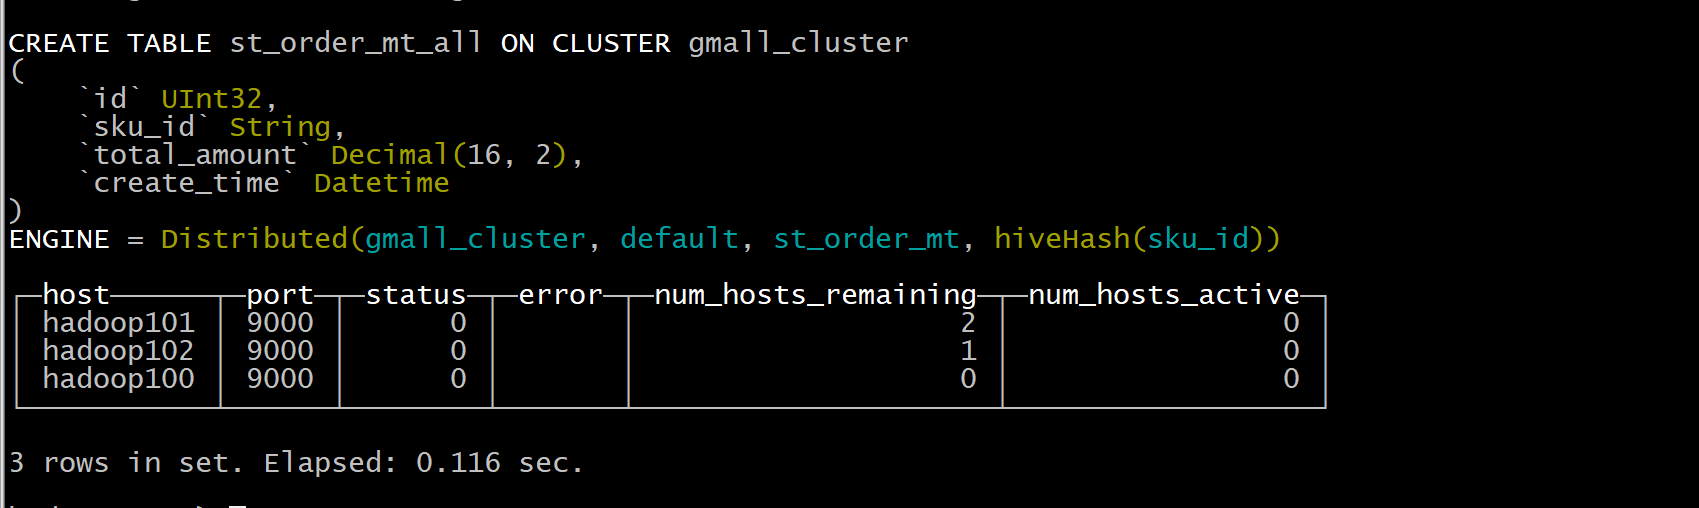 CREATE TABLE st_order_mt_all ON CLUSTER gmall_cluster
(
    `id` UInt32,
    `sku_id` String,
    `total_amount` Decimal(16, 2),
    `create_time` Datetime
)
ENGINE = Distributed(gmall_cluster, default, st_order_mt, hiveHash(sku_id))
host port status error num_hosts_remaining num_hosts_active
hadoop101 9000 0 2 0
hadoop102 9000 0 1 0
hadoop100 9000 0 0 0
3 rows in set. Elapsed: 0.116 sec.